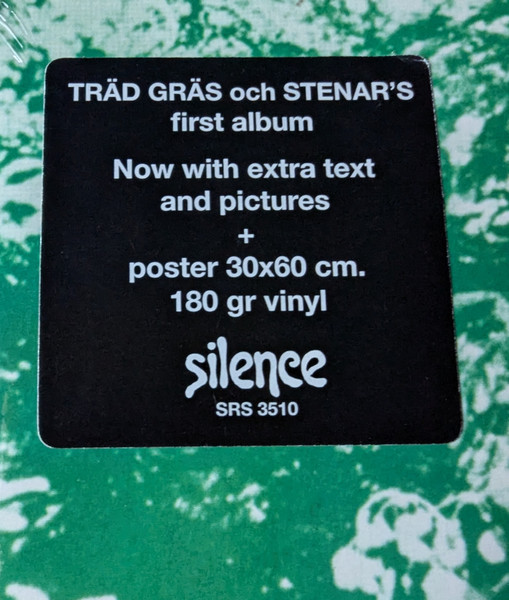 TRÄD GRÄS och STENAR'S
first album
Now with extra text
and pictures
+
poster 30x60 cm.
180 gr vinyl
silence
SRS 3510